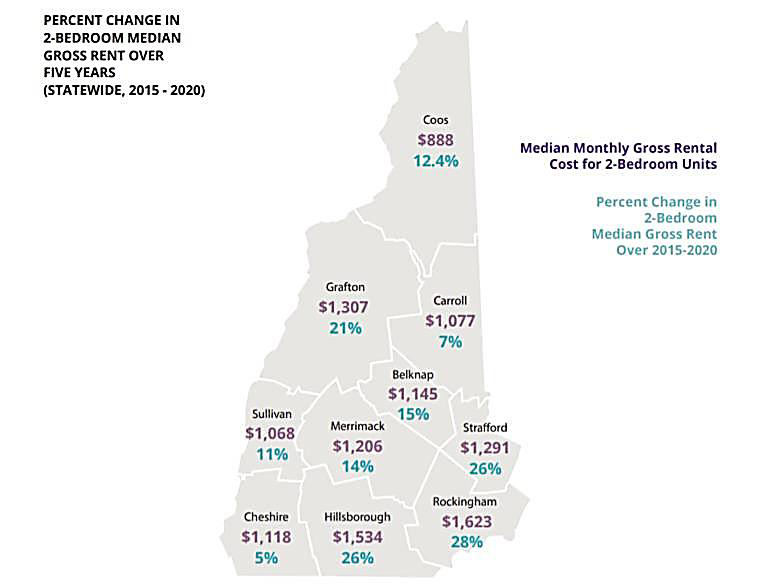 PERCENT CHANGE IN
2-BEDROOM MEDIAN
GROSS RENT OVER
FIVE YEARS
(STATEWIDE, 2015 - 2020)
Coos
$888
12.4%
Median Monthly Gross Rental
Cost for 2-Bedroom Units
Percent Change in
2-Bedroom
Median Gross Rent
Over 2015-2020
Grafton
$1,307
21%
Carroll
$1,077
7%
Belknap
$1,145
15%
Sullivan
$1,068
11%
Merrimack
$1,206
14%
Strafford
$1,291
26%
Cheshire
$1,118
5%
Hillsborough
$1,534
26%
Rockingham
$1,623
28%